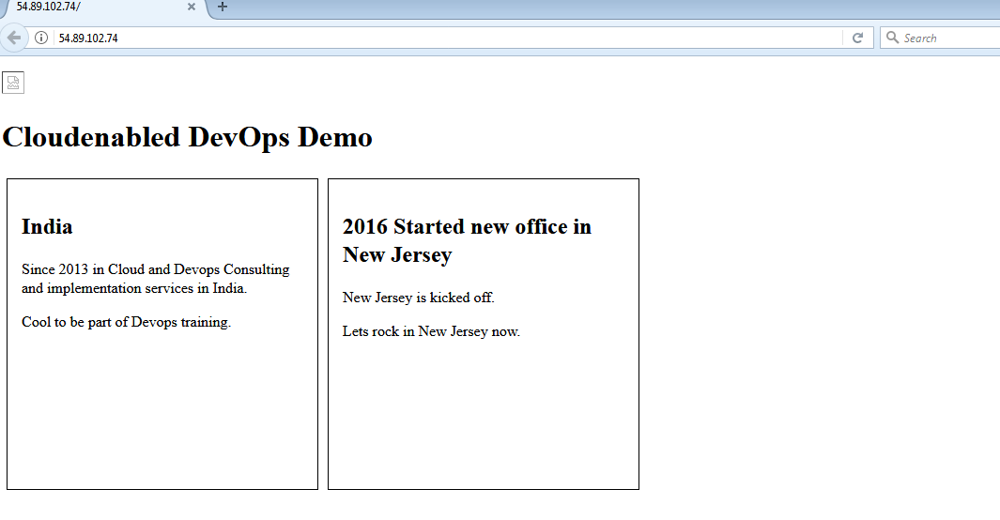 54.89.102.74/
54.89.102.74
Search
Cloudenabled DevOps Demo
India
Since 2013 in Cloud and Devops Consulting
and implementation services in India.
Cool to be part of Devops training.
2016 Started new office in
New Jersey
New Jersey is kicked off.
Lets rock in New Jersey now.